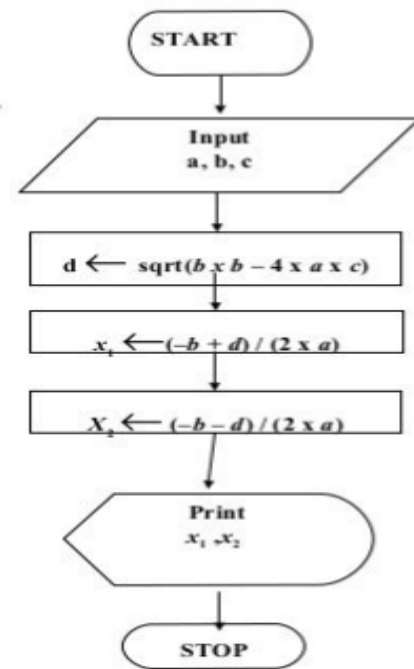 START
Input
a, b, c
d ← sqrt(b x b – 4 x a x c)
x₁ ← (–b + d) / (2 x a)
X₂ ← (–b – d) / (2 x a)
Print
x₁ ,x₂
STOP